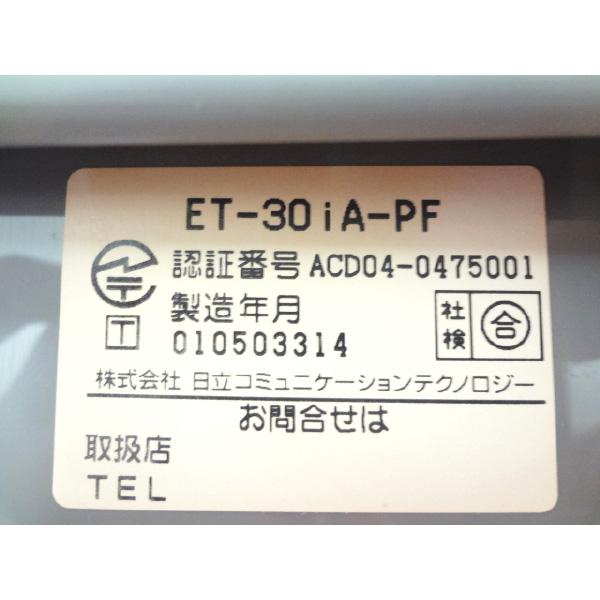 ET-30iA-PF
認証番号 ACD04-0475001
製造年月
社検 合
T 010503314
株式会社 日立コミュニケーションテクノロジー
お問合せは
取扱店
TEL